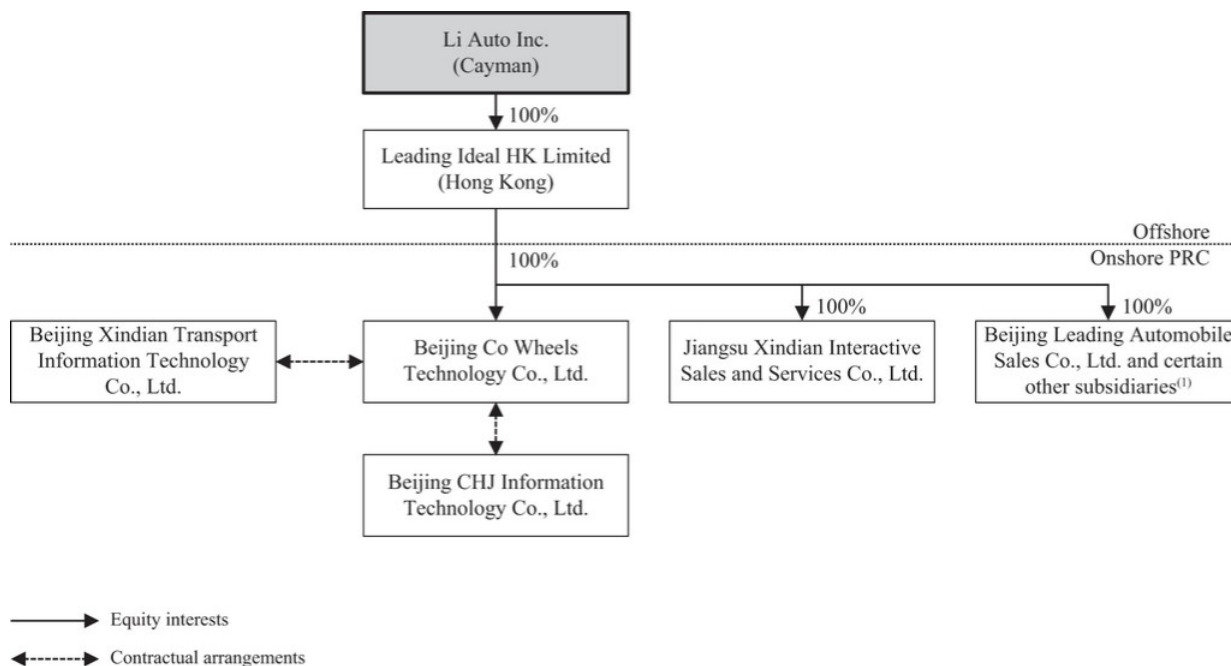 Li Auto Inc.
(Cayman)
100%
Leading Ideal HK Limited
(Hong Kong)
Offshore
Onshore PRC
100%
100%
100%
Beijing Xindian Transport
Information Technology
Co., Ltd.
Beijing Co Wheels
Technology Co., Ltd.
Jiangsu Xindian Interactive
Sales and Services Co., Ltd.
Beijing Leading Automobile
Sales Co., Ltd. and certain
other subsidiaries(1)
Beijing CHJ Information
Technology Co., Ltd.
Equity interests
Contractual arrangements